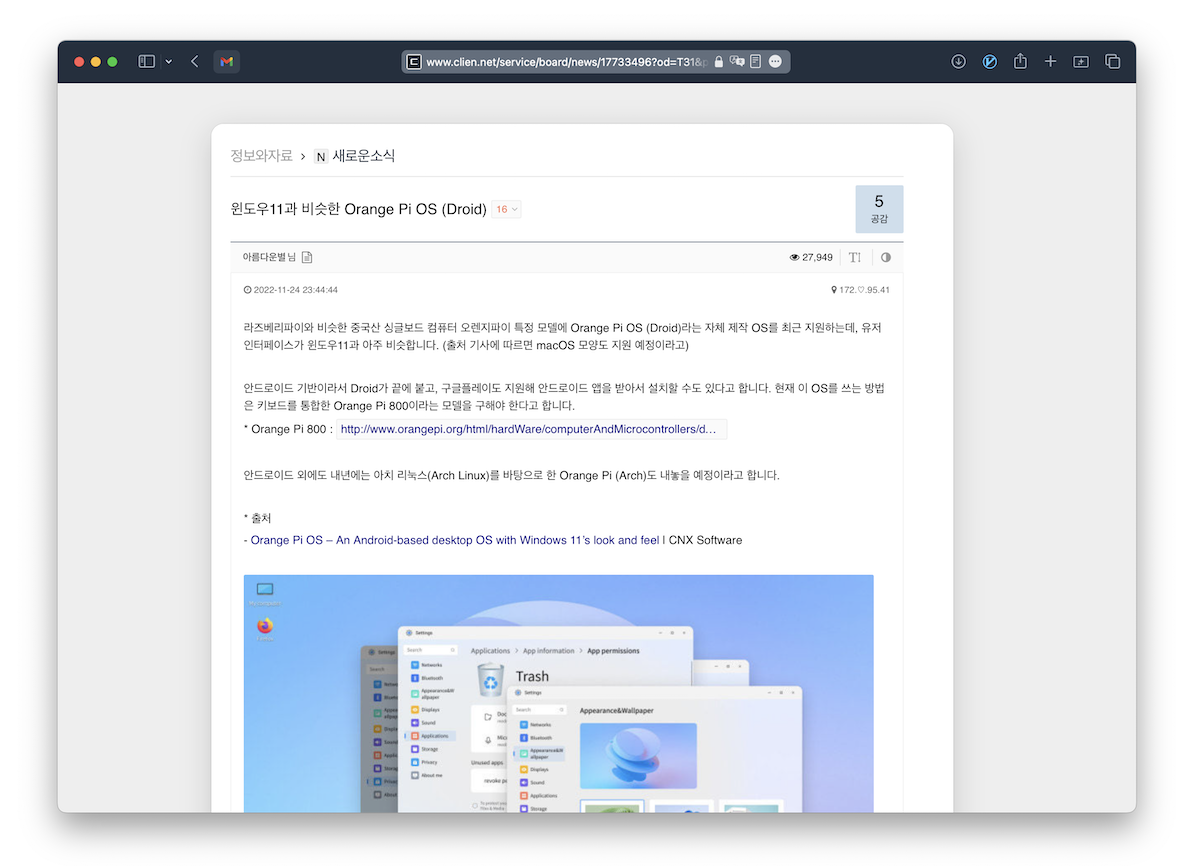 www.clien.net/service/board/news/17733496?od=T31&p
정보와자료 › N 새로운소식
윈도우11과 비슷한 Orange Pi OS (Droid) 16
5
공감
아름다운별 님
27,949
TI
2022-11-24 23:44:44
172.♡.95.41
라즈베리파이와 비슷한 중국산 싱글보드 컴퓨터 오렌지파이 특정 모델에 Orange Pi OS (Droid)라는 자체 제작 OS를 최근 지원하는데, 유저
인터페이스가 윈도우11과 아주 비슷합니다. (출처 기사에 따르면 macOS 모양도 지원 예정이라고)
안드로이드 기반이라서 Droid가 끝에 붙고, 구글플레이도 지원해 안드로이드 앱을 받아서 설치할 수도 있다고 합니다. 현재 이 OS를 쓰는 방법
은 키보드를 통합한 Orange Pi 800이라는 모델을 구해야 한다고 합니다.
* Orange Pi 800 : http://www.orangepi.org/html/hardWare/computerAndMicrocontrollers/d...
안드로이드 외에도 내년에는 아치 리눅스(Arch Linux)를 바탕으로 한 Orange Pi (Arch)도 내놓을 예정이라고 합니다.
* 출처
- Orange Pi OS – An Android-based desktop OS with Windows 11's look and feel | CNX Software
Settings
Search
Applications > App information > App permissions
Networks
Bluetooth
Appearance&W
allpaper
Displays
Sound
Applications
Storage
Privacy
About me
Trash
Unused apps
Settings
Search
Appearance&Wallpaper
Networks
Bluetooth
Appearance&W
allpaper
Displays
Sound
Applications
Storage